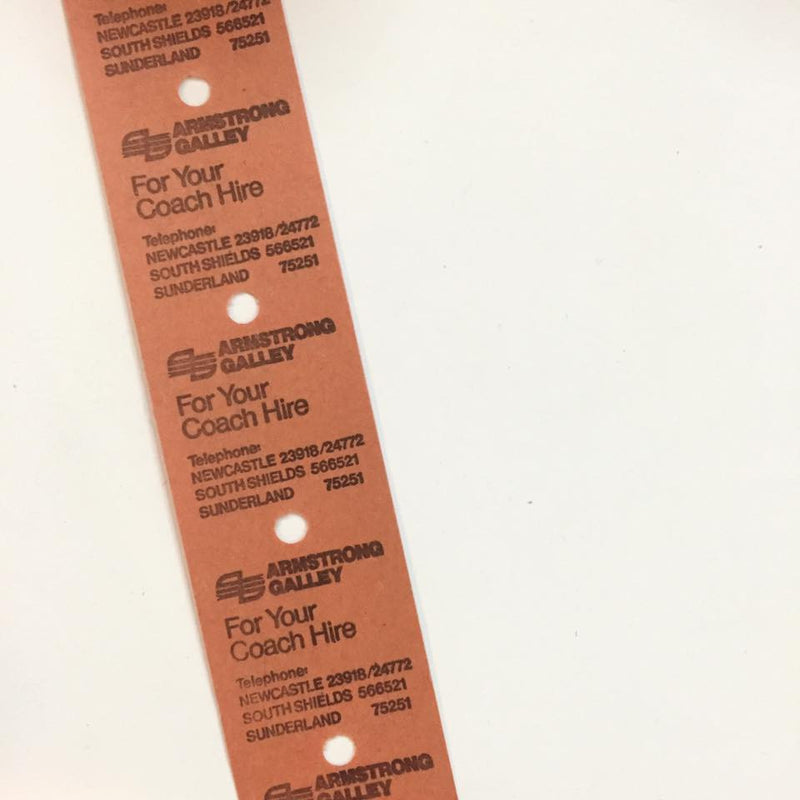 Telephone:
NEWCASTLE 23918/24772
SOUTH SHIELDS 566521
SUNDERLAND 75251
ARMSTRONG
GALLEY
For Your
Coach Hire
Telephone:
NEWCASTLE 23918/24772
SOUTH SHIELDS 566521
SUNDERLAND 75251
ARMSTRONG
GALLEY
For Your
Coach Hire
Telephone:
NEWCASTLE 23918/24772
SOUTH SHIELDS 566521
SUNDERLAND 75251
ARMSTRONG
GALLEY
For Your
Coach Hire
Telephone:
NEWCASTLE 23918/24772
SOUTH SHIELDS 566521
SUNDERLAND 75251
ARMSTRONG
GALLEY